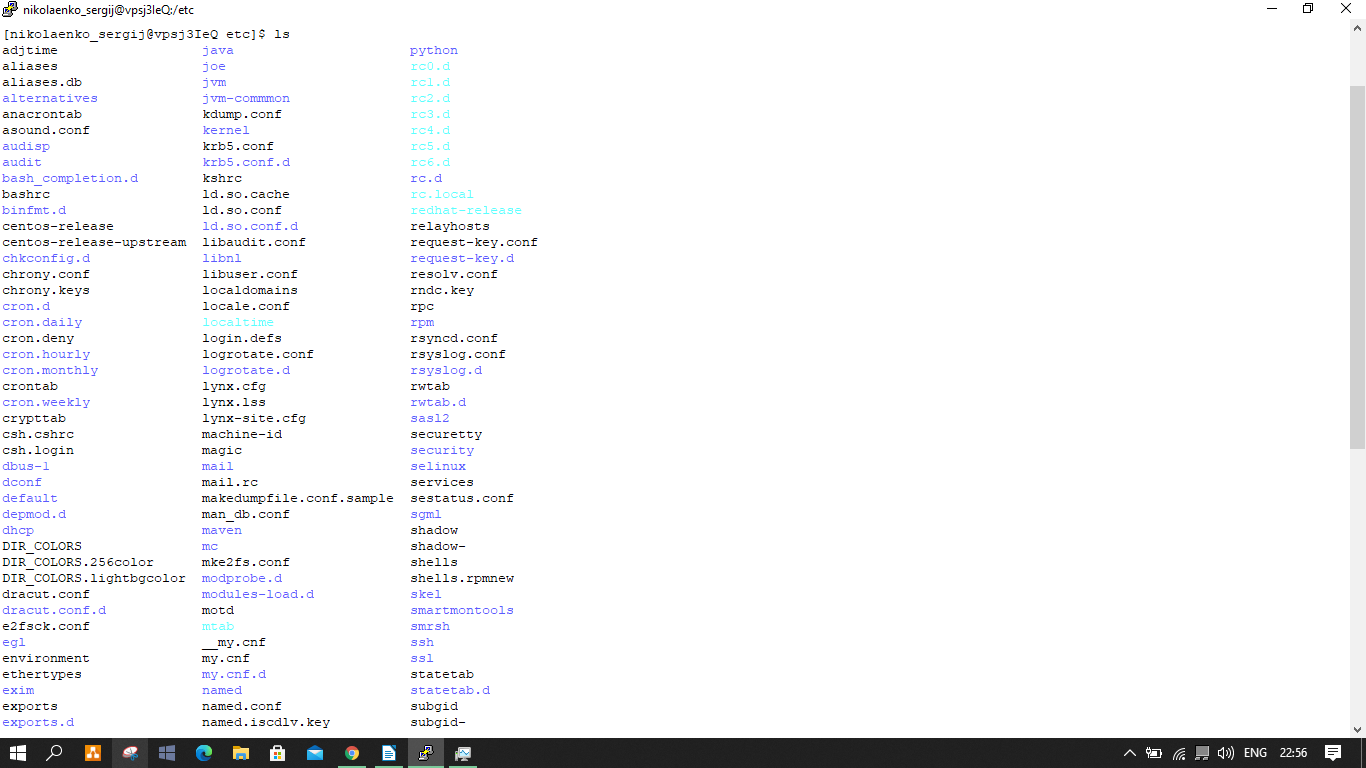 nikolaenko_sergij@vpsj3IeQ:/etc
[nikolaenko_sergij@vpsj3IeQ etc]$ ls
adjtime java python
aliases joe rc0.d
aliases.db jvm rc1.d
alternatives jvm-commmon rc2.d
anacrontab kdump.conf rc3.d
asound.conf kernel rc4.d
audisp krb5.conf rc5.d
audit krb5.conf.d rc6.d
bash_completion.d kshrc rc.d
bashrc ld.so.cache rc.local
binfmt.d ld.so.conf redhat-release
centos-release ld.so.conf.d relayhosts
centos-release-upstream libaudit.conf request-key.conf
chkconfig.d libnl request-key.d
chrony.conf libuser.conf resolv.conf
chrony.keys localdomains rndc.key
cron.d locale.conf rpc
cron.daily localtime rpm
cron.deny login.defs rsyncd.conf
cron.hourly logrotate.conf rsyslog.conf
cron.monthly logrotate.d rsyslog.d
crontab lynx.cfg rwtab
cron.weekly lynx.lss rwtab.d
crypttab lynx-site.cfg sasl2
csh.cshrc machine-id securetty
csh.login magic security
dbus-1 mail selinux
dconf mail.rc services
default makedumpfile.conf.sample sestatus.conf
depmod.d man_db.conf sgml
dhcp maven shadow
DIR_COLORS mc shadow-
DIR_COLORS.256color mke2fs.conf shells
DIR_COLORS.lightbgcolor modprobe.d shells.rpmnew
dracut.conf modules-load.d skel
dracut.conf.d motd smartmontools
e2fsck.conf mtab smrsh
egl __my.cnf ssh
environment my.cnf ssl
ethertypes my.cnf.d statetab
exim named statetab.d
exports named.conf subgid
exports.d named.iscdlv.key subgid-
ENG 22:56